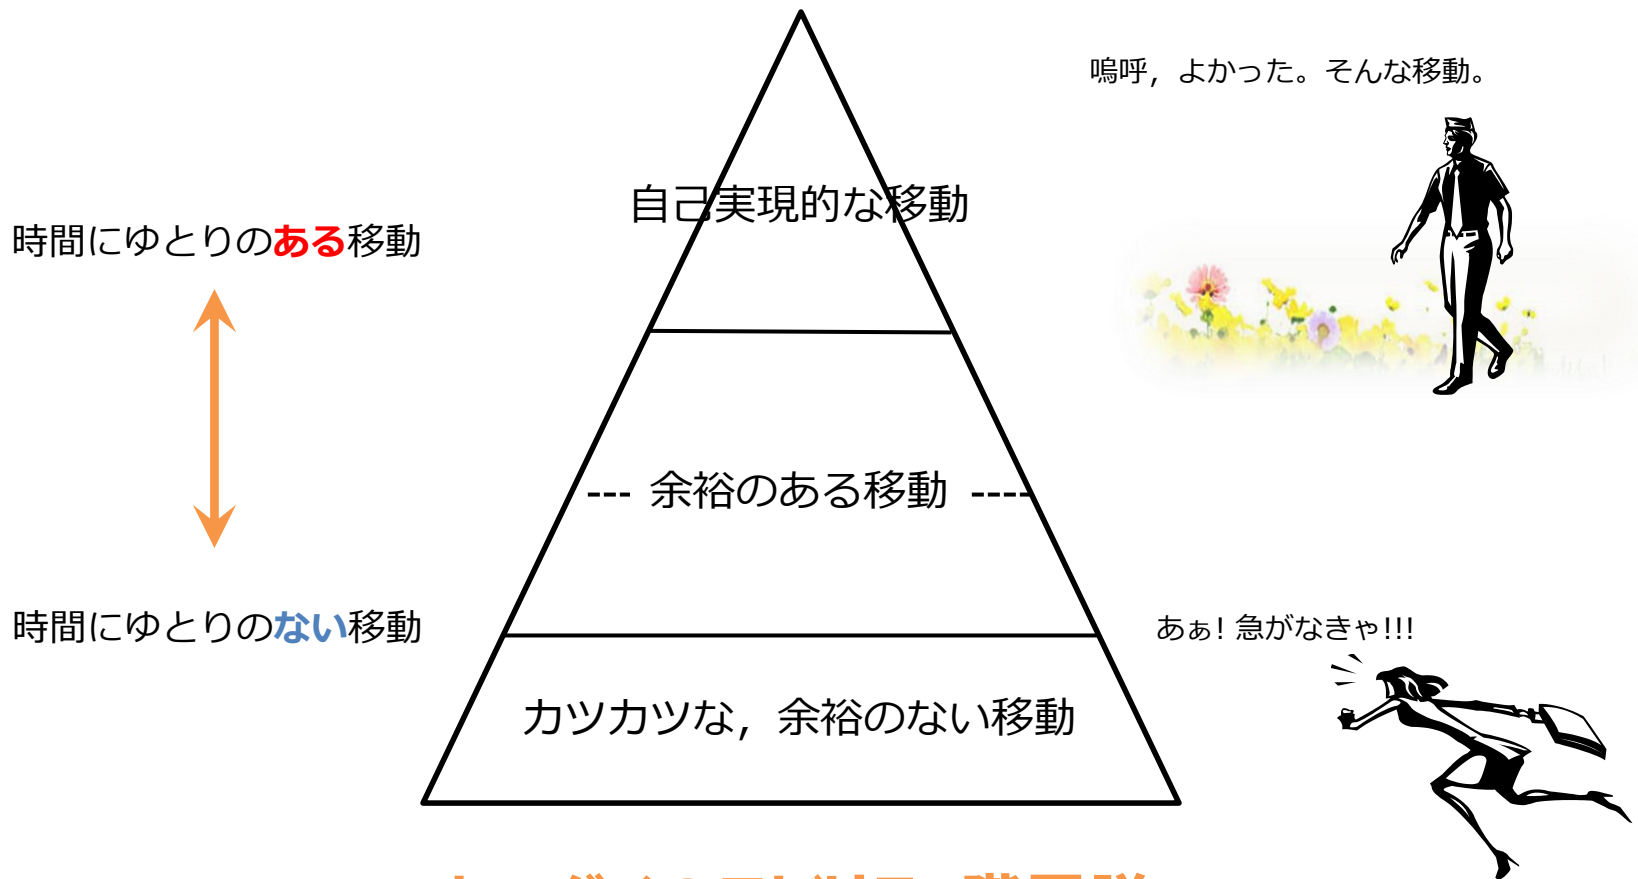 嗚呼，よかった。そんな移動。
自己実現的な移動
時間にゆとりのある移動
余裕のある移動
時間にゆとりのない移動
あぁ! 急がなきゃ!!!
カツカツな，余裕のない移動